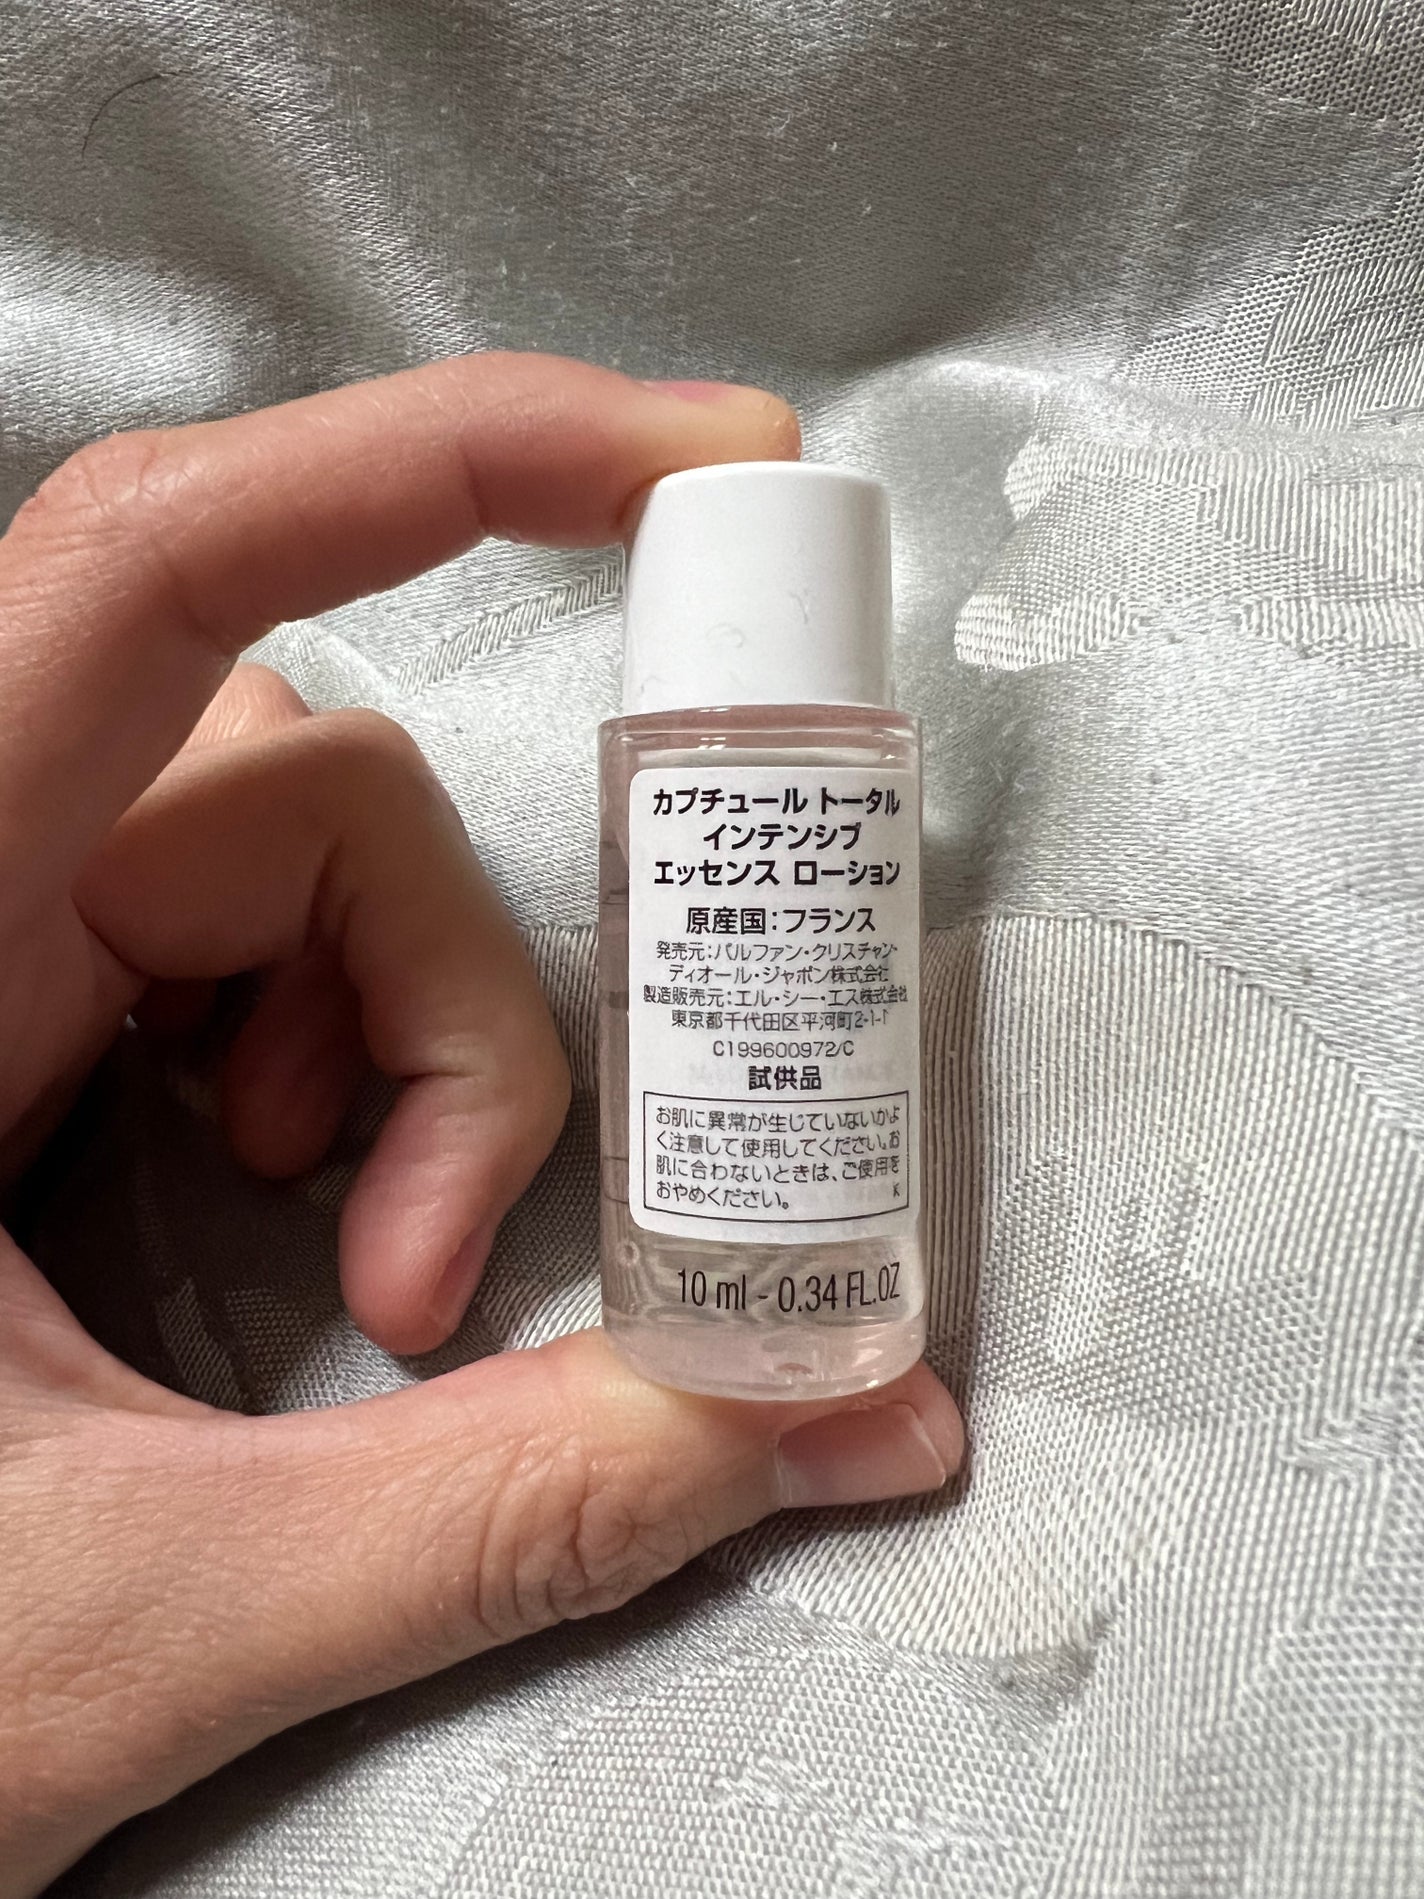 カプチュール トータル
インテンシブ
エッセンス ローション
原産国:フランス
発売元:パルファン・クリスチャン・
ディオール・ジャポン株式会社
製造販売元:エル・シー・エス株式会社
東京都千代田区平河町2-1-1
C199600972/C
試供品
お肌に異常が生じていないかよ
く注意して使用してください。お
肌に合わないときは、ご使用を
おやめください。 K
10 ml - 0.34 FL.OZ